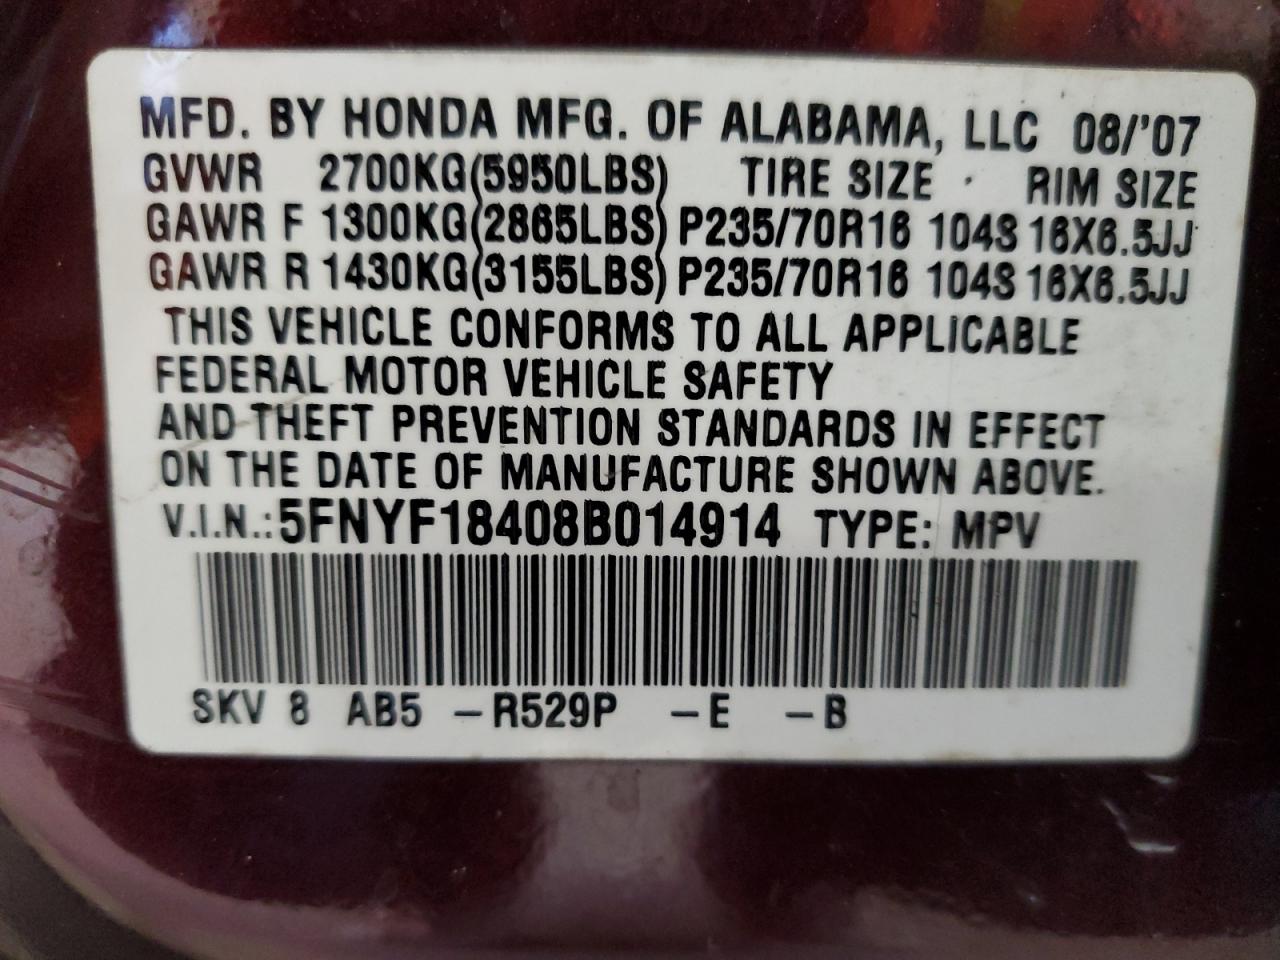 MFD. BY HONDA MFG. OF ALABAMA, LLC 08/'07
GVWR 2700KG(5950LBS) TIRE SIZE · RIM SIZE
GAWR F 1300KG(2865LBS) P235/70R16 104S 16X6.5JJ
GAWR R 1430KG(3155LBS) P235/70R16 104S 16X6.5JJ
THIS VEHICLE CONFORMS TO ALL APPLICABLE
FEDERAL MOTOR VEHICLE SAFETY
AND THEFT PREVENTION STANDARDS IN EFFECT
ON THE DATE OF MANUFACTURE SHOWN ABOVE.
V.I.N.: 5FNYF18408B014914 TYPE: MPV
SKV 8 AB5 –R529P –E –B